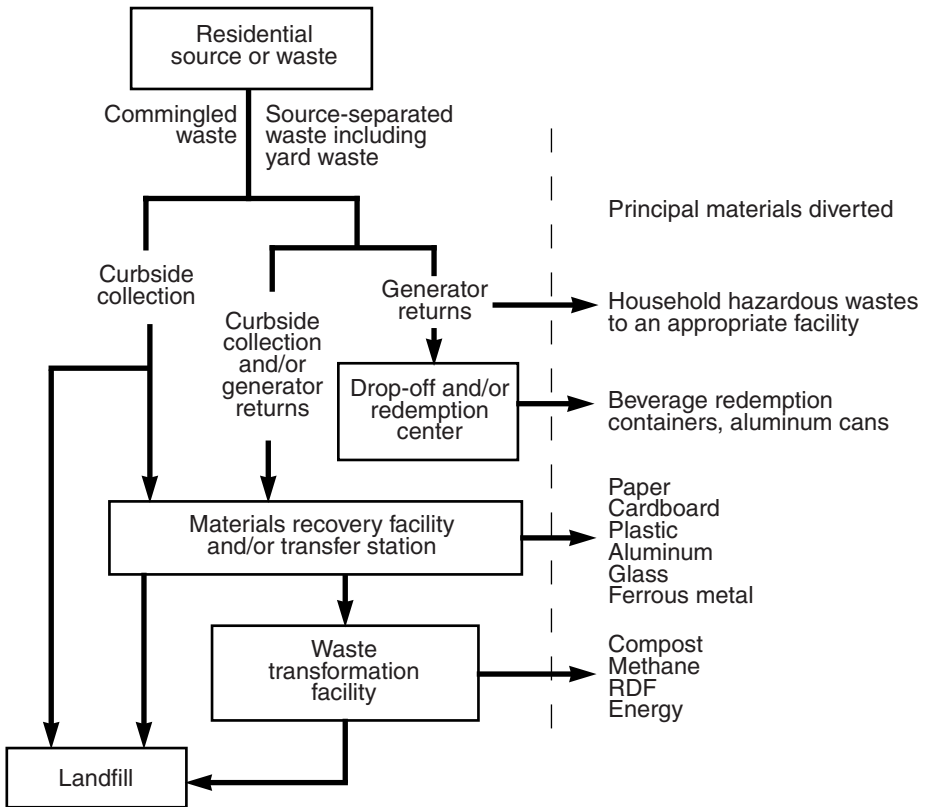 Residential
source or waste
Commingled
waste
Source-separated
waste including
yard waste
Principal materials diverted
Curbside
collection
Curbside
collection
and/or
generator
returns
Generator
returns
Household hazardous wastes
to an appropriate facility
Drop-off and/or
redemption
center
Beverage redemption
containers, aluminum cans
Materials recovery facility
and/or transfer station
Paper
Cardboard
Plastic
Aluminum
Glass
Ferrous metal
Waste
transformation
facility
Compost
Methane
RDF
Energy
Landfill